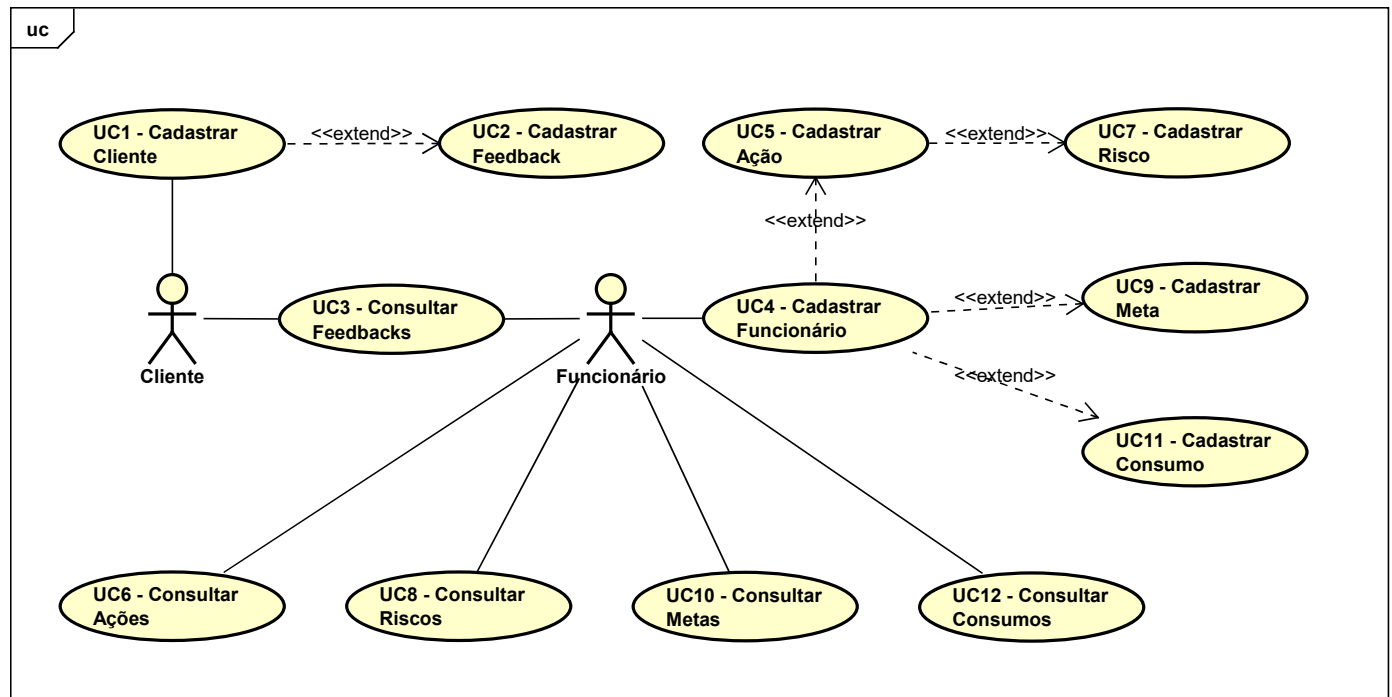 uc
UC1 - Cadastrar
Cliente
<<extend>>
UC2 - Cadastrar
Feedback
UC5 - Cadastrar
Ação
<<extend>>
UC7 - Cadastrar
Risco
<<extend>>
UC3 - Consultar
Feedbacks
UC4 - Cadastrar
Funcionário
<<extend>>
UC9 - Cadastrar
Meta
Cliente
Funcionário
<<extend>>
UC11 - Cadastrar
Consumo
UC6 - Consultar
Ações
UC8 - Consultar
Riscos
UC10 - Consultar
Metas
UC12 - Consultar
Consumos